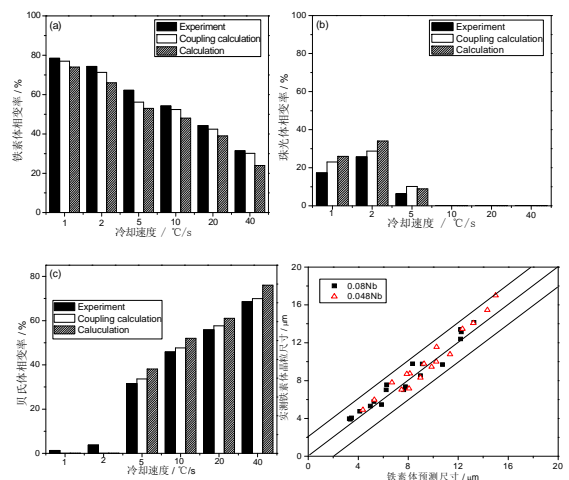 (a)
Experiment
Coupling calculation
Calculation
铁素体相变率 / %
100
80
60
40
20
0
1 2 5 10 20 40
冷却速度 / ℃/s
(b)
Experiment
Coupling calculation
Calculation
珠光体相变率 / %
100
80
60
40
20
0
1 2 5 10 20 40
冷却速度 / ℃/s
(c)
Experiment
Coupling calculation
Caluculation
贝氏体相变率 / %
80
60
40
20
0
1 2 5 10 20 40
冷却速度 / ℃/s
0.08Nb
0.048Nb
实测铁素体晶粒尺寸 / μm
20
16
12
8
4
0
0 4 8 12 16 20
铁素体预测尺寸 / μm